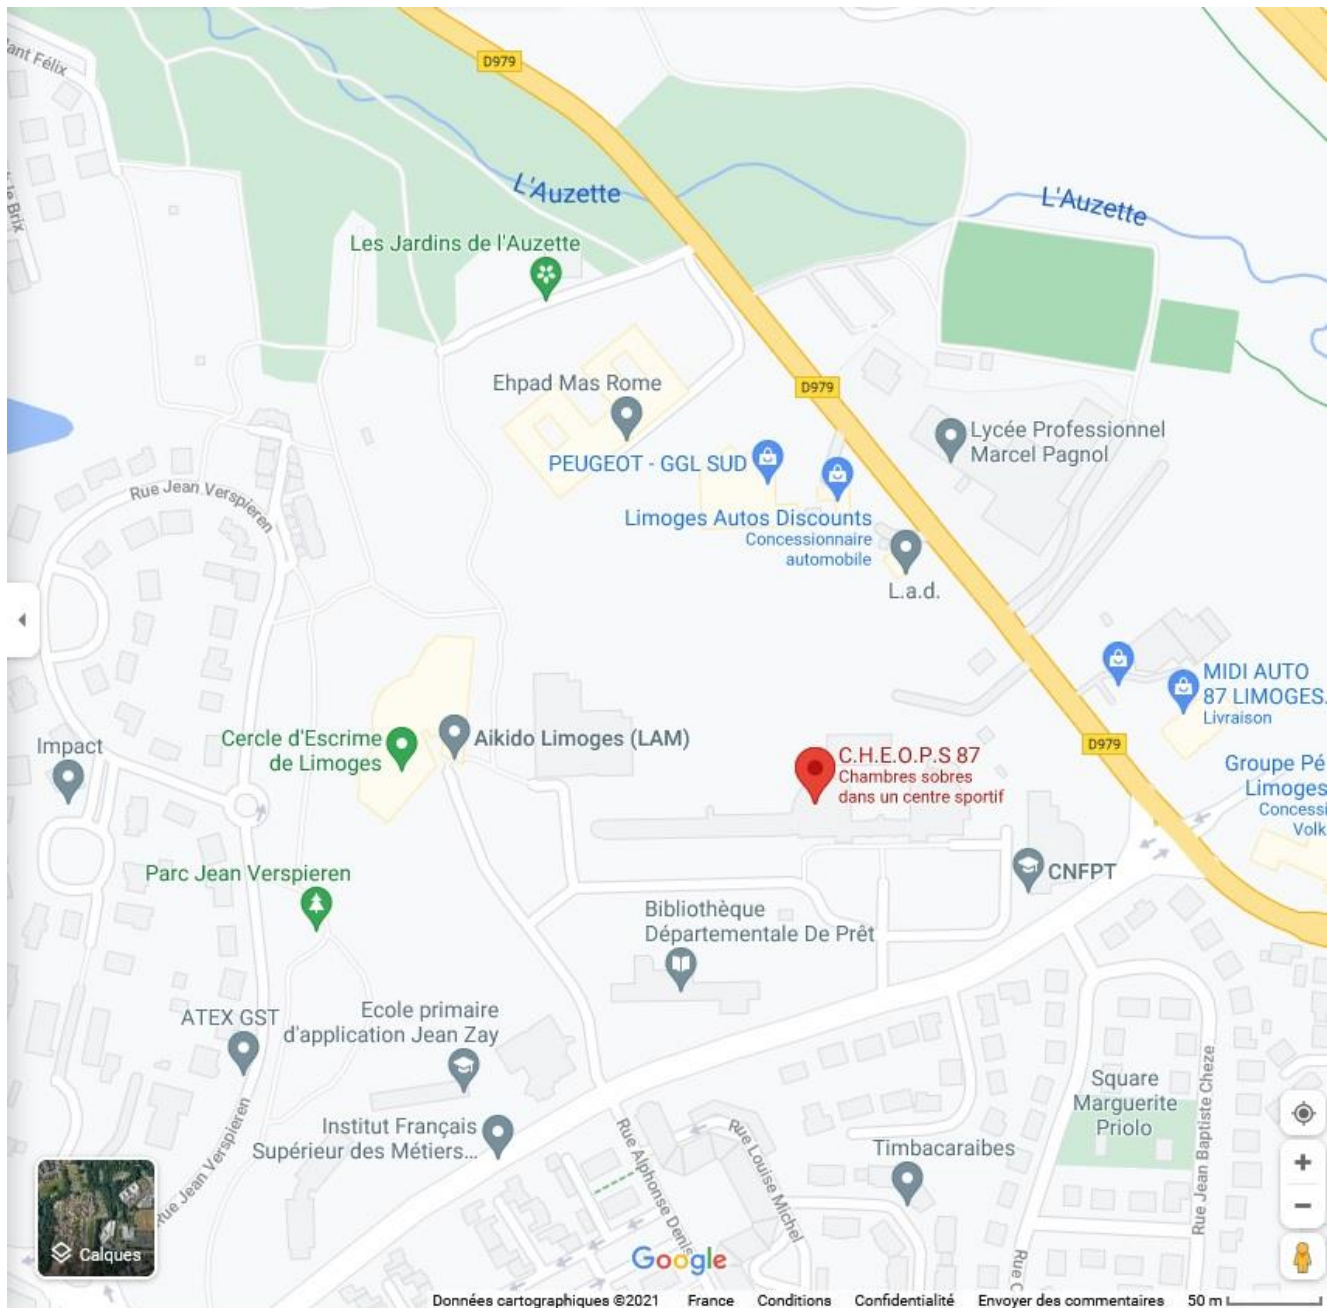 D979
ant Félix
L'Auzette
L'Auzette
Les Jardins de l'Auzette
Ehpad Mas Rome
D979
Lycée Professionnel
Marcel Pagnol
PEUGEOT - GGL SUD
Rue Jean Verspieren
Limoges Autos Discounts
Concessionnaire
automobile
L.a.d.
MIDI AUTO
87 LIMOGES.
Livraison
Cercle d'Escrime
de Limoges
Aikido Limoges (LAM)
Impact
D979
C.H.E.O.P.S 87
Chambres sobres
dans un centre sportif
Groupe Pé
Limoges
Concessi
Volk
Parc Jean Verspieren
CNFPT
Bibliothèque
Départementale De Prêt
ATEX GST
Ecole primaire
d'application Jean Zay
Square
Marguerite
Priolo
Rue Jean Baptiste Cheze
Institut Français
Supérieur des Métiers...
Rue Alphonse Denis
Rue Louise Michel
Timbacaraibes
Rue Jean Verspieren
Calques
Google
Rue C
Données cartographiques ©2021 France Conditions Confidentialité Envoyer des commentaires 50 m